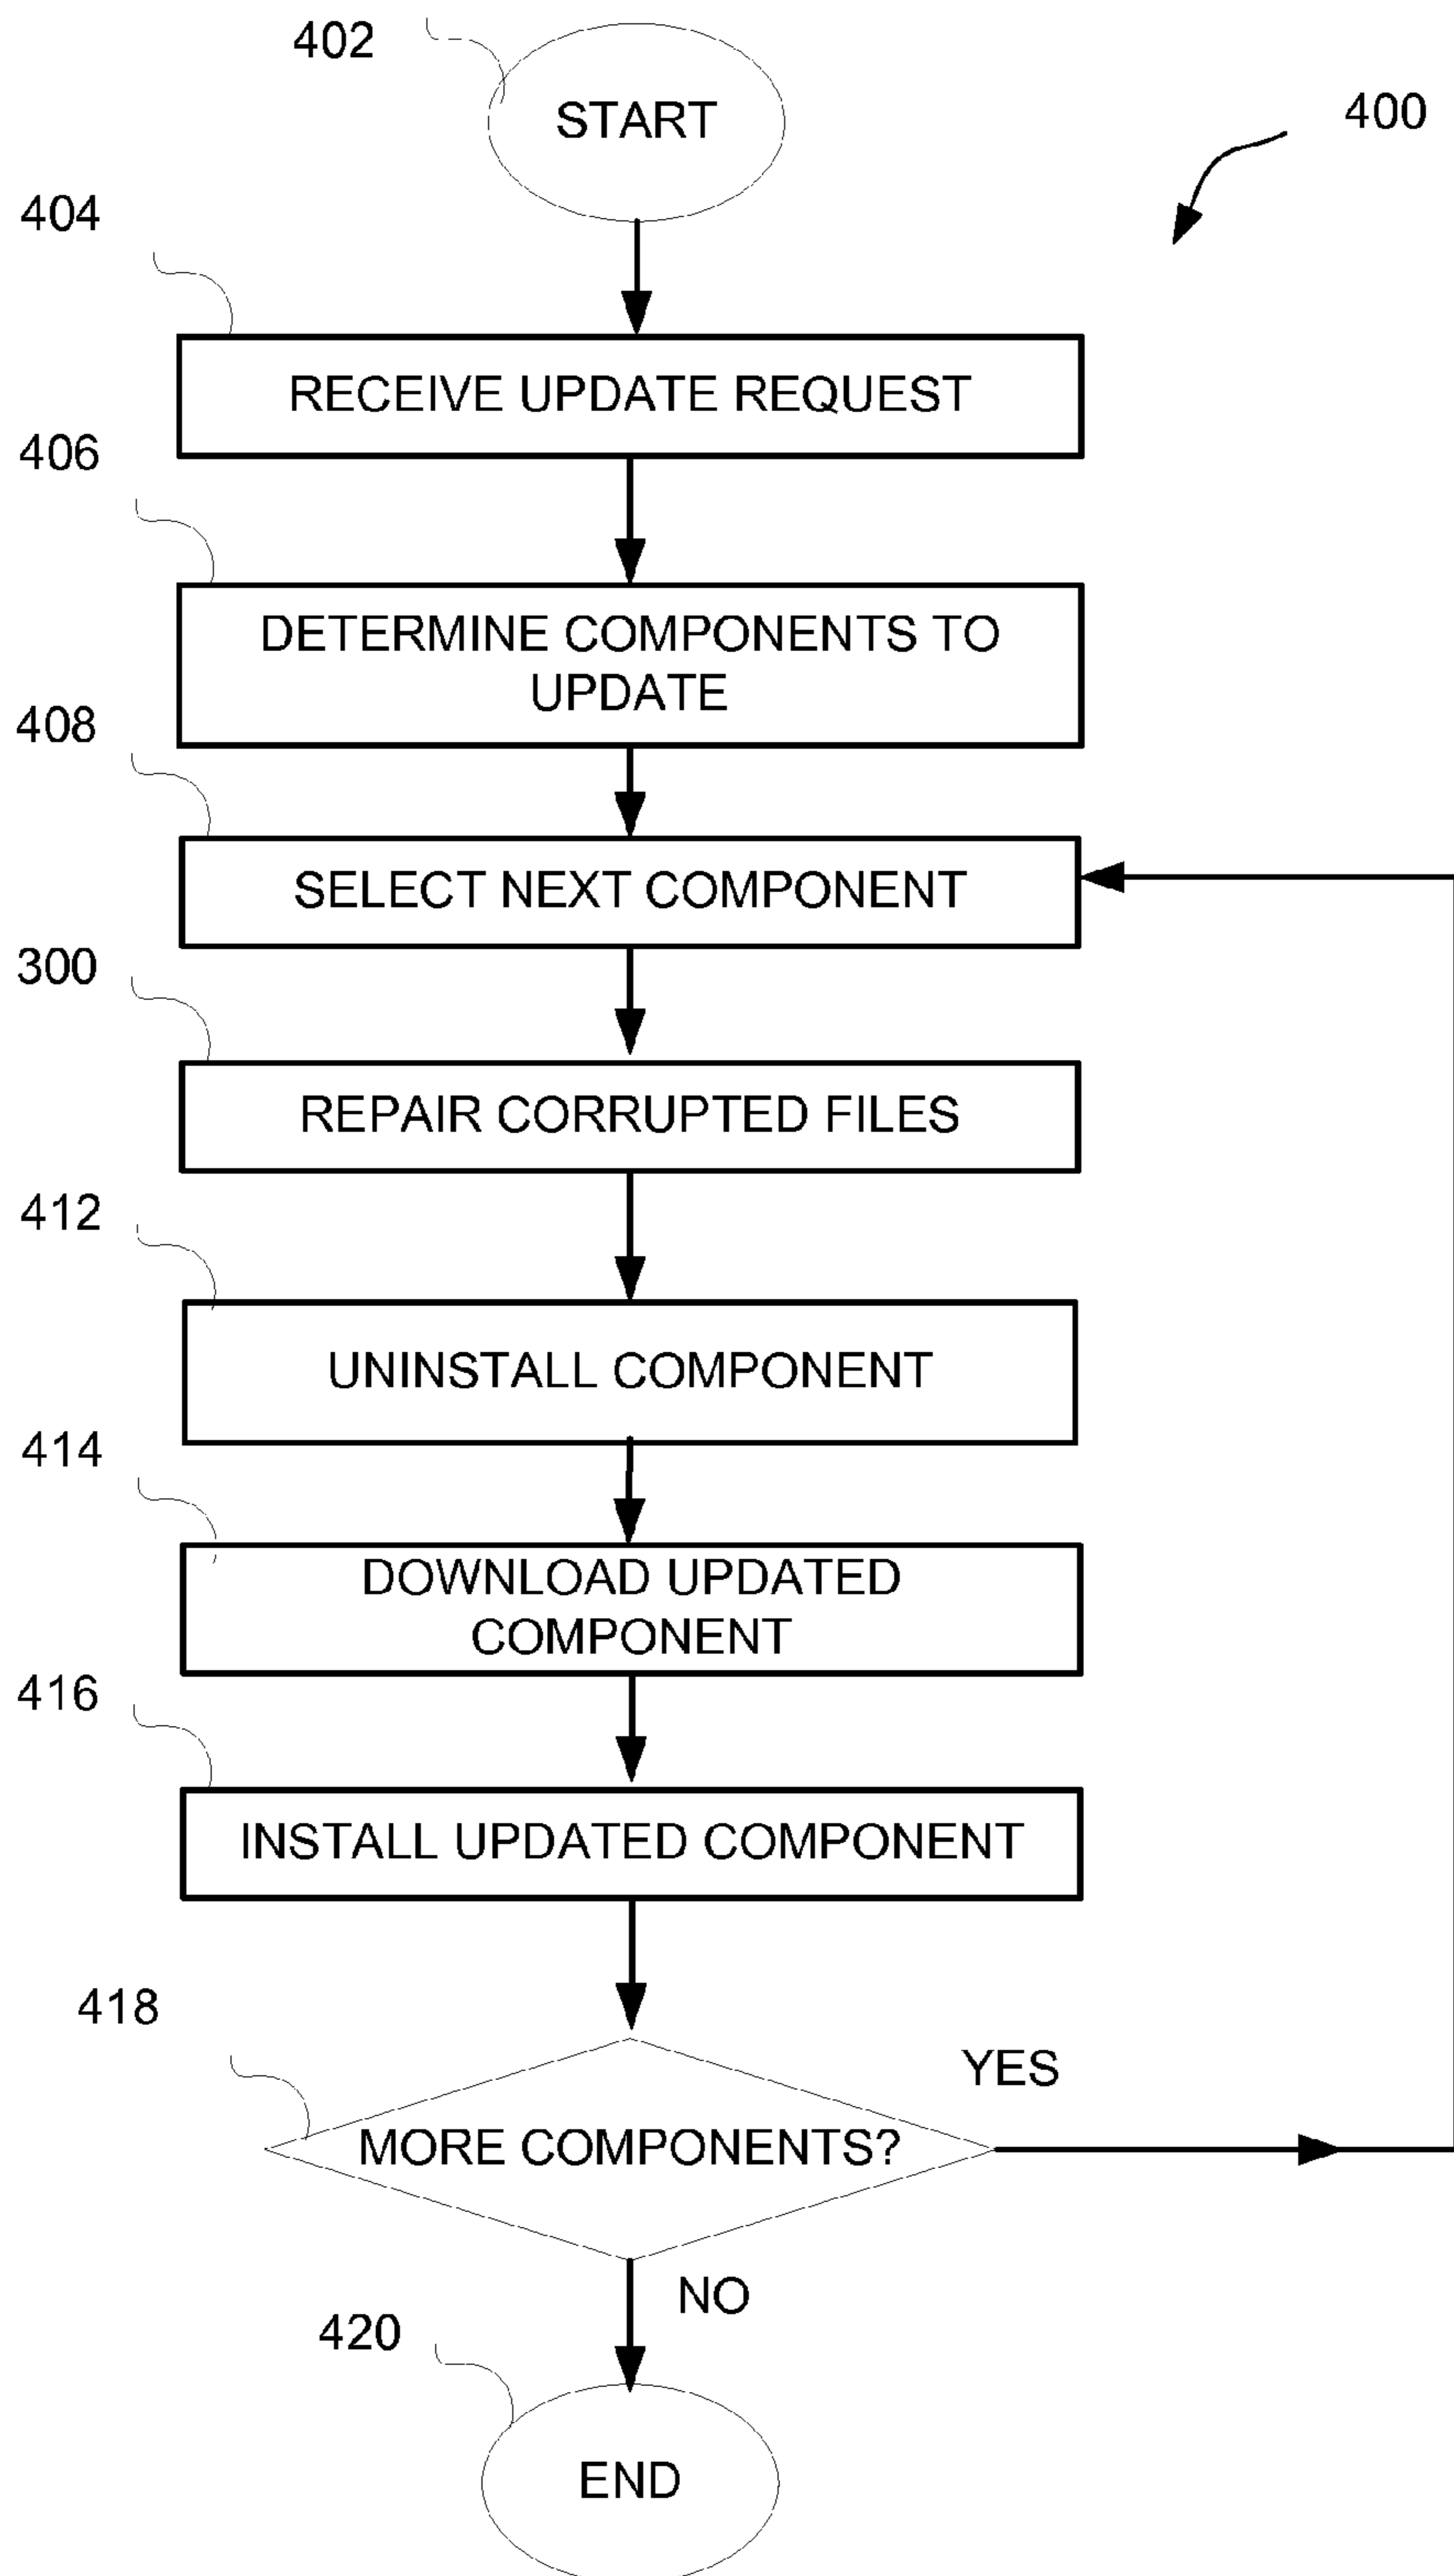 402
START
400
404
RECEIVE UPDATE REQUEST
406
DETERMINE COMPONENTS TO
UPDATE
408
SELECT NEXT COMPONENT
300
REPAIR CORRUPTED FILES
412
UNINSTALL COMPONENT
414
DOWNLOAD UPDATED
COMPONENT
416
INSTALL UPDATED COMPONENT
418
YES
MORE COMPONENTS?
NO
420
END